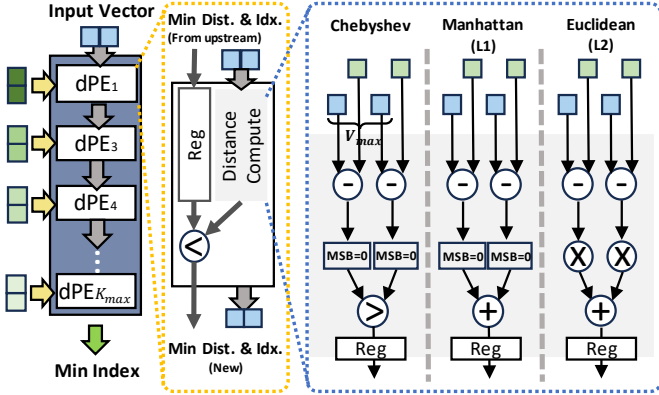 Input Vector
dPE1
dPE3
dPE4
dPEKmax
Min Index
Min Dist. & Idx.
(From upstream)
Reg
Distance
Compute
<
Min Dist. & Idx.
(New)
Chebyshev
Vmax
- -
MSB=0 MSB=0
>
Reg
Manhattan
(L1)
- -
MSB=0 MSB=0
+
Reg
Euclidean
(L2)
- -
X X
+
Reg